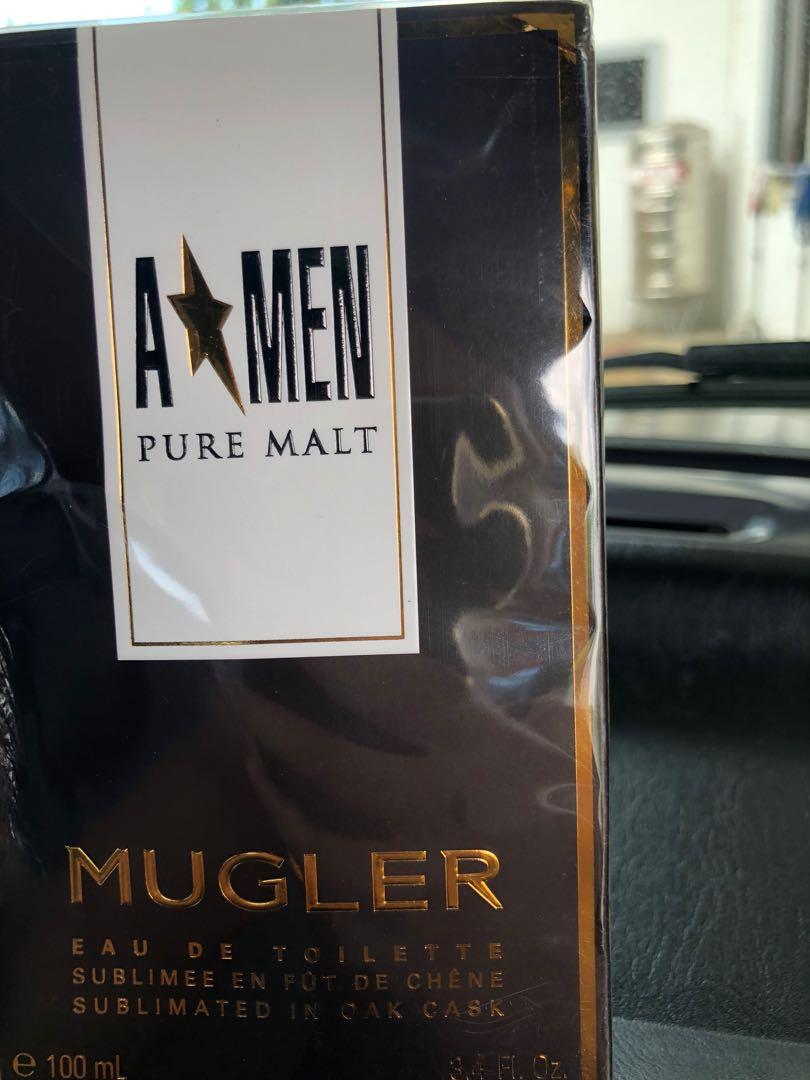 A★MEN
PURE MALT
MUGLER
EAU DE TOILETTE
SUBLIMEE EN FÛT DE CHÊNE
SUBLIMATED IN OAK CASK
℮ 100 mL 3.4 Fl. Oz.